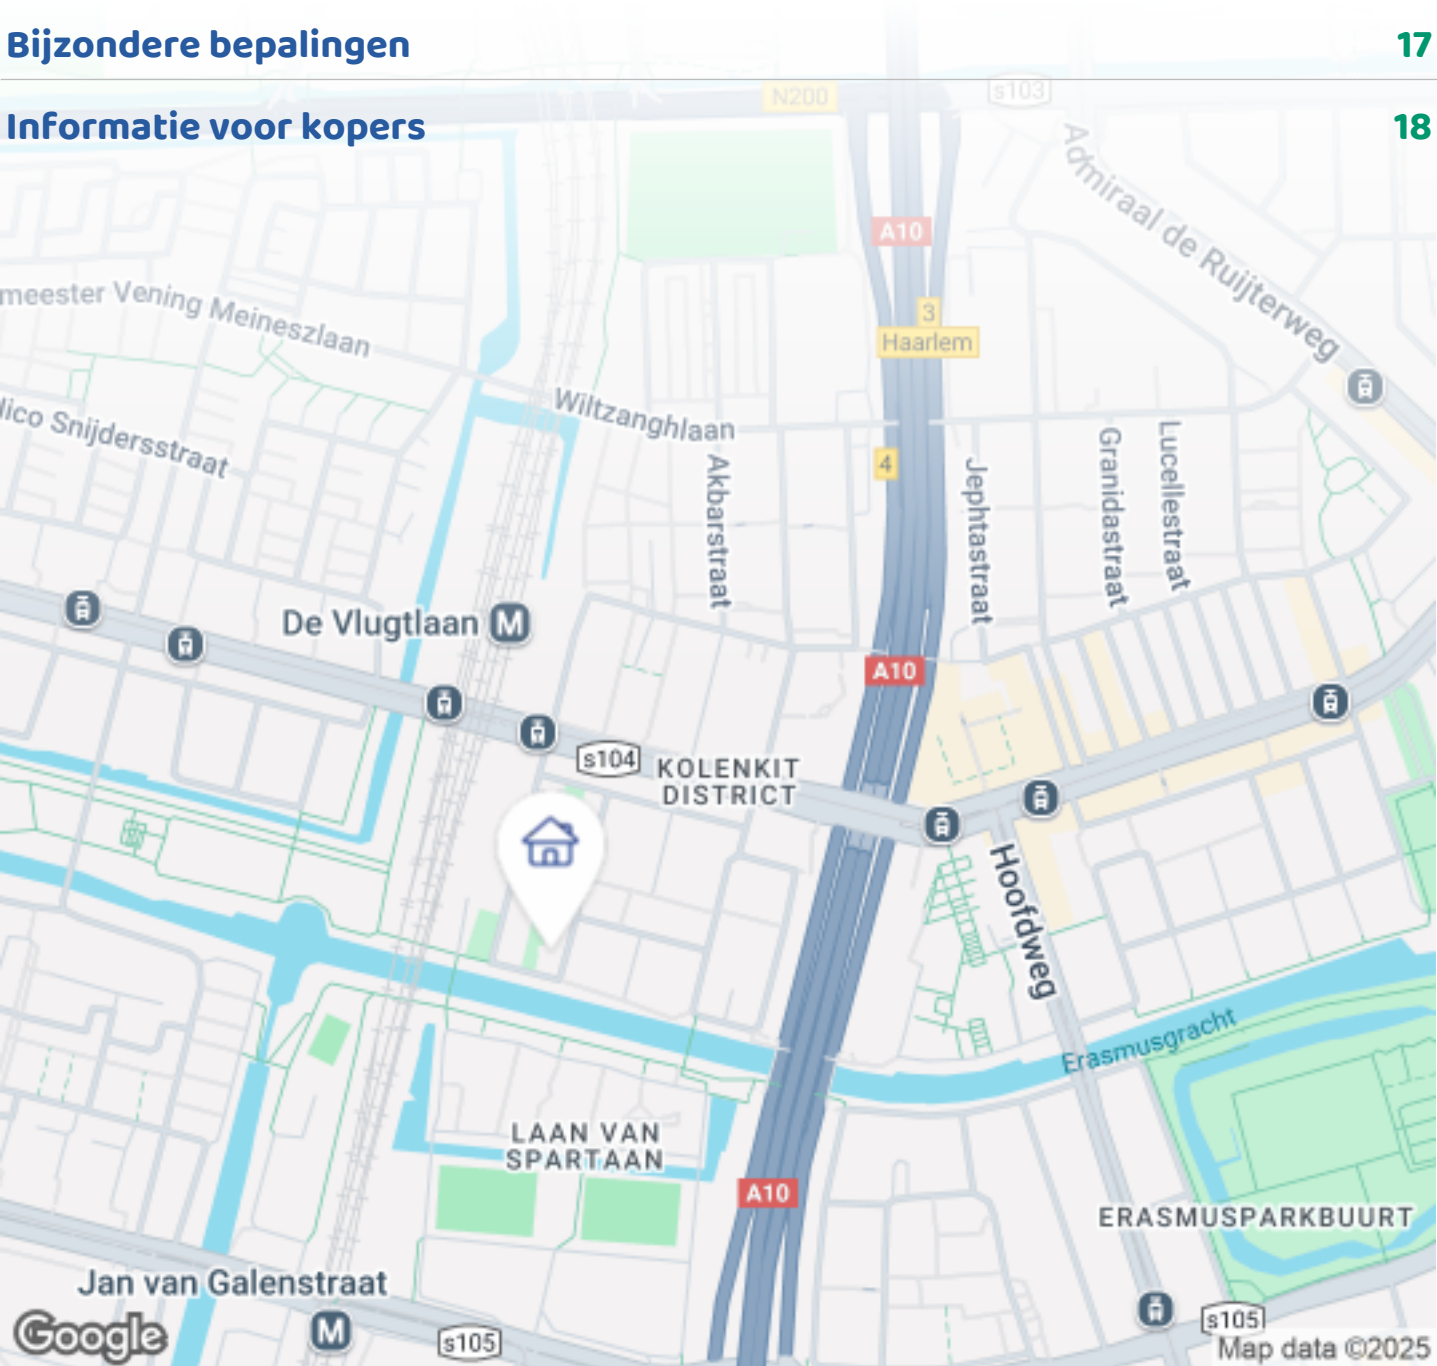 Bijzondere bepalingen 17
N200
s103
Informatie voor kopers 18
Admiraal de Ruijterweg
A10
meester Vening Meineszlaan
3
Haarlem
Wiltzanghlaan
lico Snijdersstraat
4
Akbarstraat
Jephtastraat
Granidastraat
Lucellestraat
De Vlugtlaan
M
A10
s104
KOLENKIT
DISTRICT
Hoofdweg
Erasmusgracht
LAAN VAN
SPARTAAN
A10
ERASMUSPARKBUURT
Jan van Galenstraat
M
s105
s105
Google
Map data ©2025